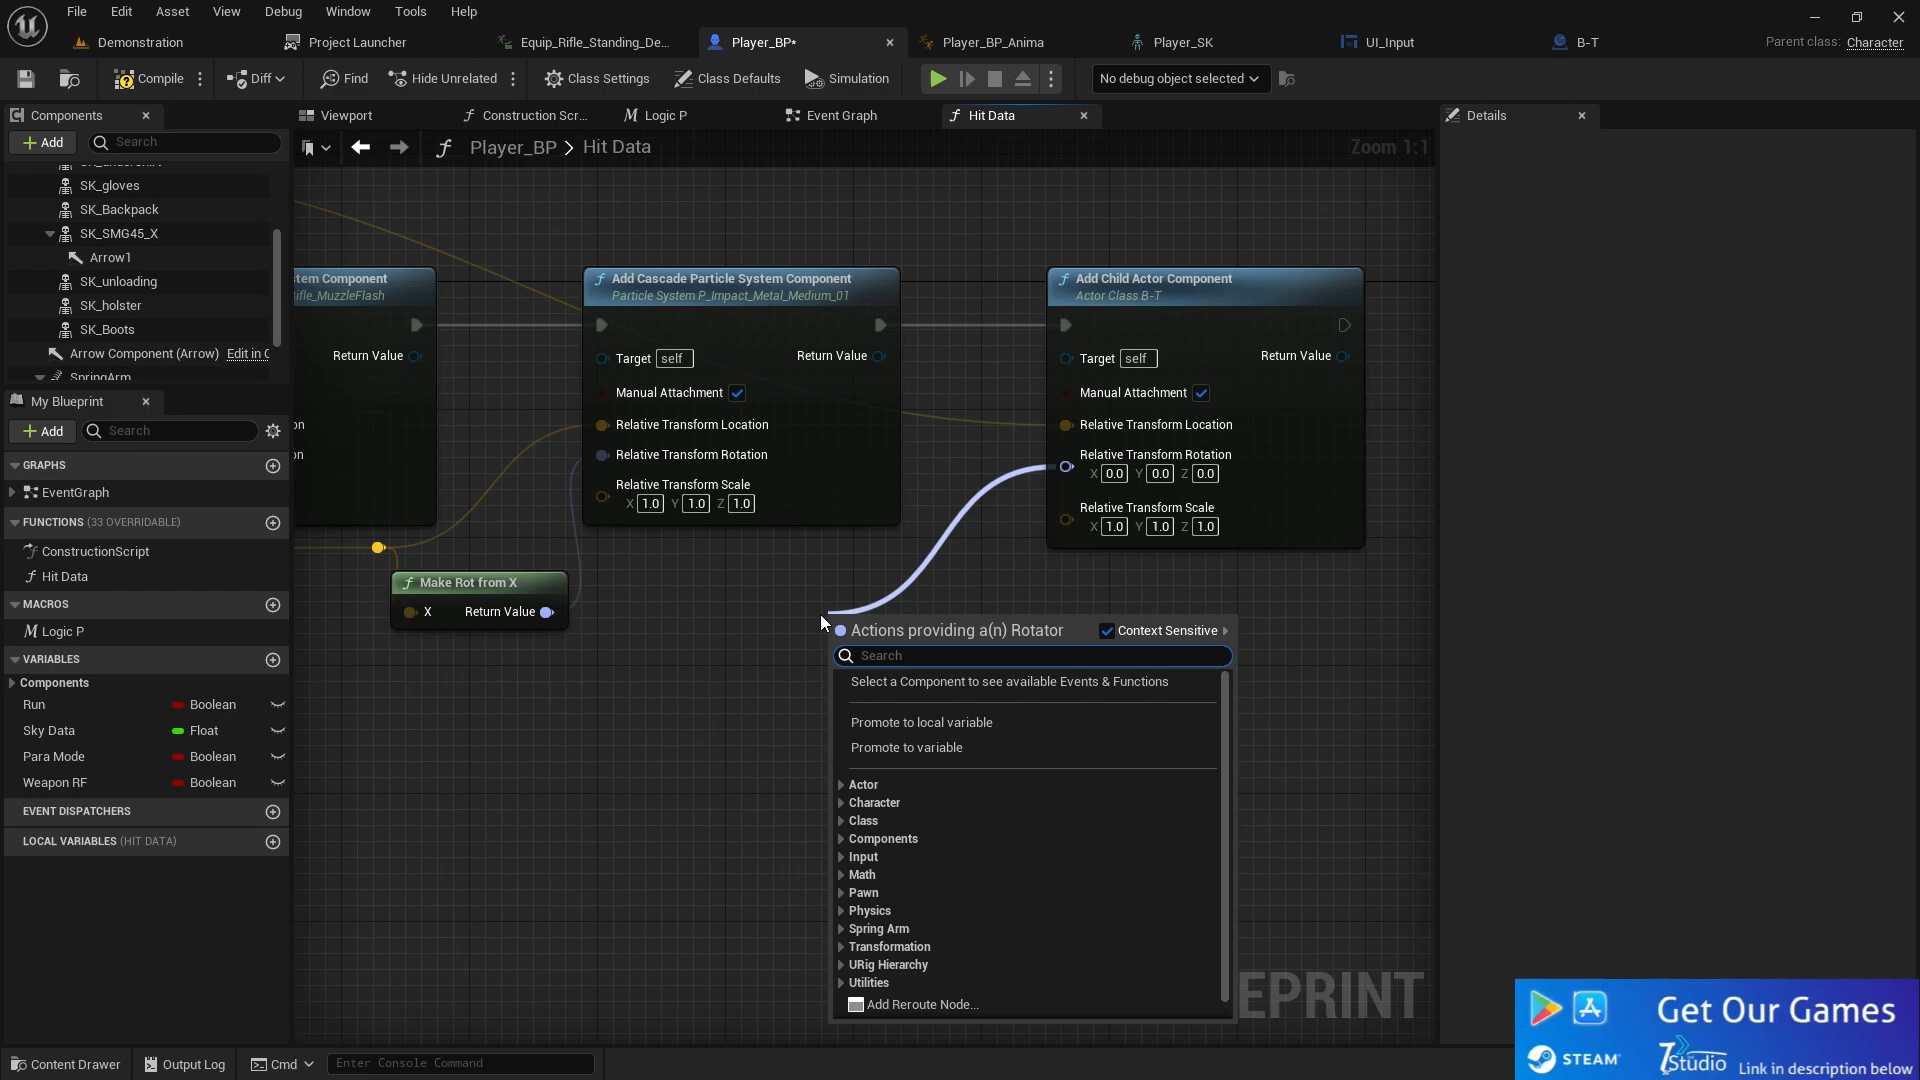 File Edit Asset View Debug Window Tools Help
Demonstration Project Launcher Equip_Rifle_Standing_De... Player_BP* Player_BP_Anima Player_SK UI_Input B-T Parent class: Character
Compile Diff Find Hide Unrelated Class Settings Class Defaults Simulation No debug object selected
Components Viewport Construction Scr... Logic P Event Graph Hit Data Details
Add Search
Player_BP > Hit Data Zoom 1:1
SK_gloves
SK_Backpack
SK_SMG45_X
Arrow1
SK_unloading
SK_holster
SK_Boots
Arrow Component (Arrow) Edit in C
SpringArm
My Blueprint
Add Search
GRAPHS
EventGraph
FUNCTIONS (33 OVERRIDABLE)
ConstructionScript
Hit Data
MACROS
Logic P
VARIABLES
Components
Run Boolean
Sky Data Float
Para Mode Boolean
Weapon RF Boolean
EVENT DISPATCHERS
LOCAL VARIABLES (HIT DATA)
tem Component
ifle_MuzzleFlash
Return Value
on
on
Add Cascade Particle System Component
Particle System P_Impact_Metal_Medium_01
Target self Return Value
Manual Attachment
Relative Transform Location
Relative Transform Rotation
Relative Transform Scale
X 1.0 Y 1.0 Z 1.0
Add Child Actor Component
Actor Class B-T
Target self Return Value
Manual Attachment
Relative Transform Location
Relative Transform Rotation
X 0.0 Y 0.0 Z 0.0
Relative Transform Scale
X 1.0 Y 1.0 Z 1.0
Make Rot from X
X Return Value
Actions providing a(n) Rotator Context Sensitive
Search
Select a Component to see available Events & Functions
Promote to local variable
Promote to variable
Actor
Character
Class
Components
Input
Math
Pawn
Physics
Spring Arm
Transformation
URig Hierarchy
Utilities
Add Reroute Node...
EPRINT
Get Our Games
STEAM 7Studio Link in description below
Content Drawer Output Log Cmd Enter Console Command